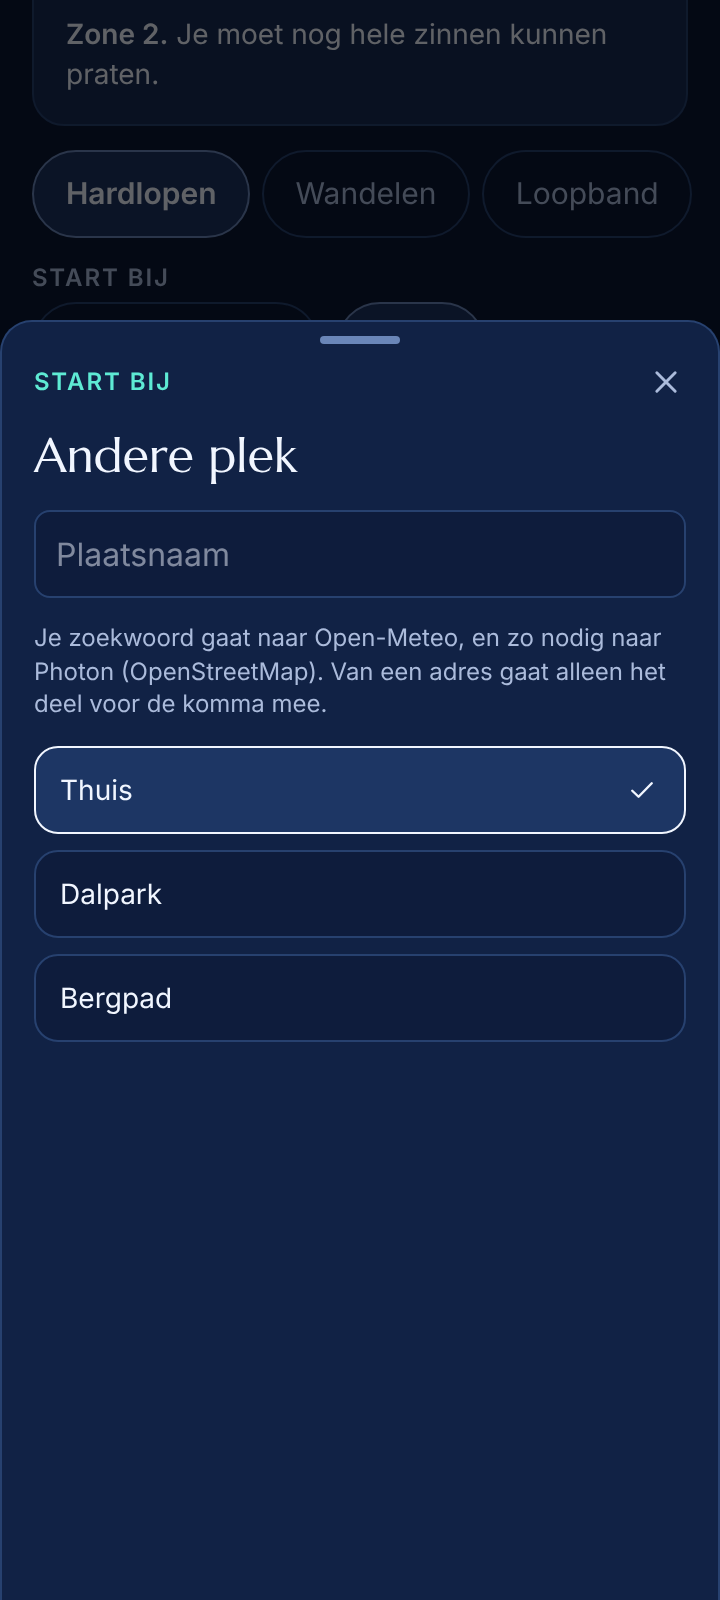 Zone 2. Je moet nog hele zinnen kunnen
praten.
Hardlopen
Wandelen
Loopband
START BIJ
START BIJ
Andere plek
Plaatsnaam
Je zoekwoord gaat naar Open-Meteo, en zo nodig naar
Photon (OpenStreetMap). Van een adres gaat alleen het
deel voor de komma mee.
Thuis
Dalpark
Bergpad